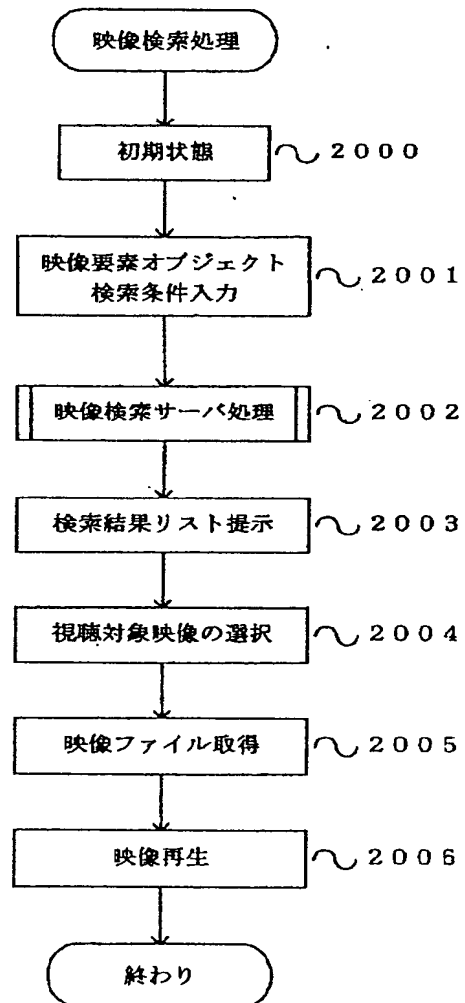 映像検索処理
初期状態 2000
映像要素オブジェクト
検索条件入力 2001
映像検索サーバ処理 2002
検索結果リスト提示 2003
視聴対象映像の選択 2004
映像ファイル取得 2005
映像再生 2006
終わり